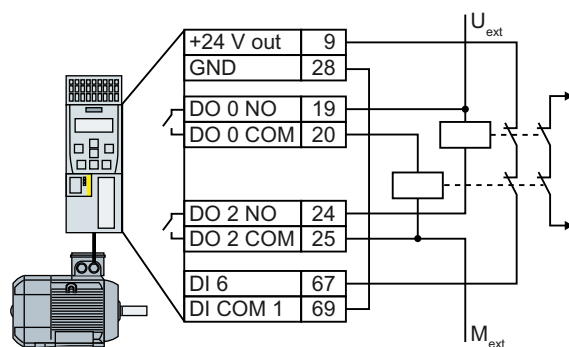 U ext
+24 V out 9
GND 28
DO 0 NO 19
DO 0 COM 20
DO 2 NO 24
DO 2 COM 25
DI 6 67
DI COM 1 69
M ext